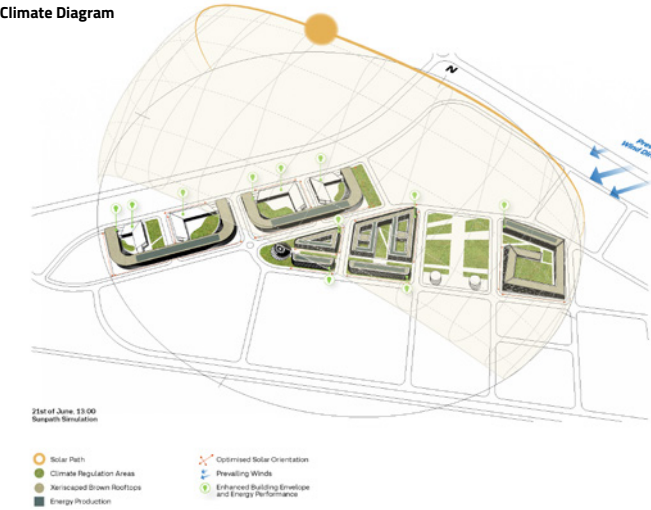 Climate Diagram
N
21st of June, 13:00
Sunpath Simulation
Solar Path
Climate Regulation Areas
Xeriscaped Brown Rooftops
Energy Production
Optimised Solar Orientation
Prevailing Winds
Enhanced Building Envelope
and Energy Performance